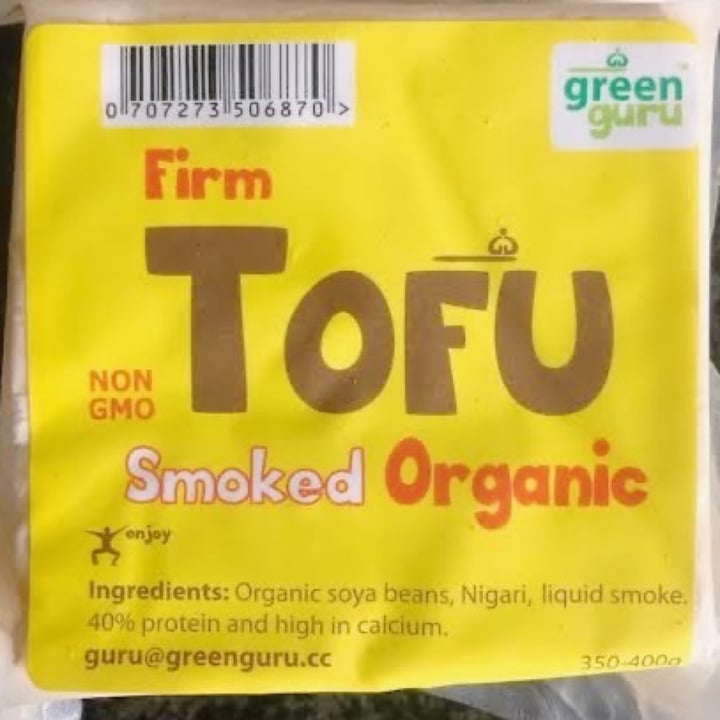 0 707273 506870 >
green
guru
Firm
TOFU
NON
GMO
Smoked Organic
enjoy
Ingredients: Organic soya beans, Nigari, liquid smoke.
40% protein and high in calcium.
guru@greenguru.cc
350-400g